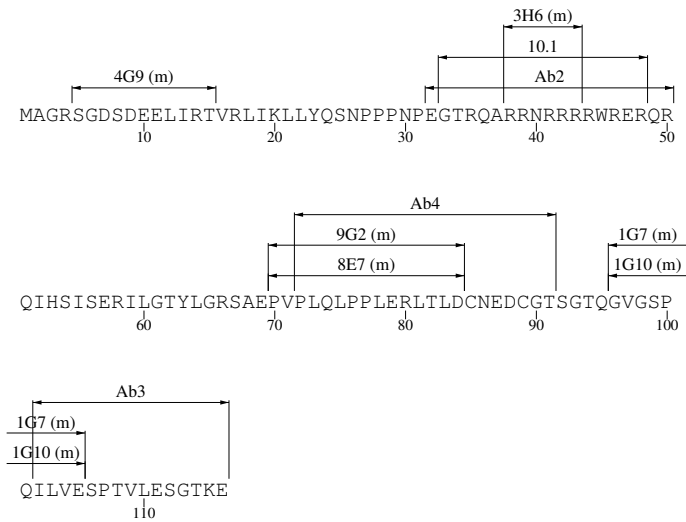 3H6 (m)
10.1
4G9 (m) Ab2
MAGRSGDSDEELIRTVRLIKLLYQSNPPPNPEGTRQARRNRRRRWRERQR
10 20 30 40 50
Ab4
9G2 (m) 1G7 (m)
8E7 (m) 1G10 (m)
QIHSISERILGTYLGRSAEPVPLQLPPLERLTLDCNEDCGTSGTQGVGSP
60 70 80 90 100
Ab3
1G7 (m)
1G10 (m)
QILVESPTVLESGTKE
110